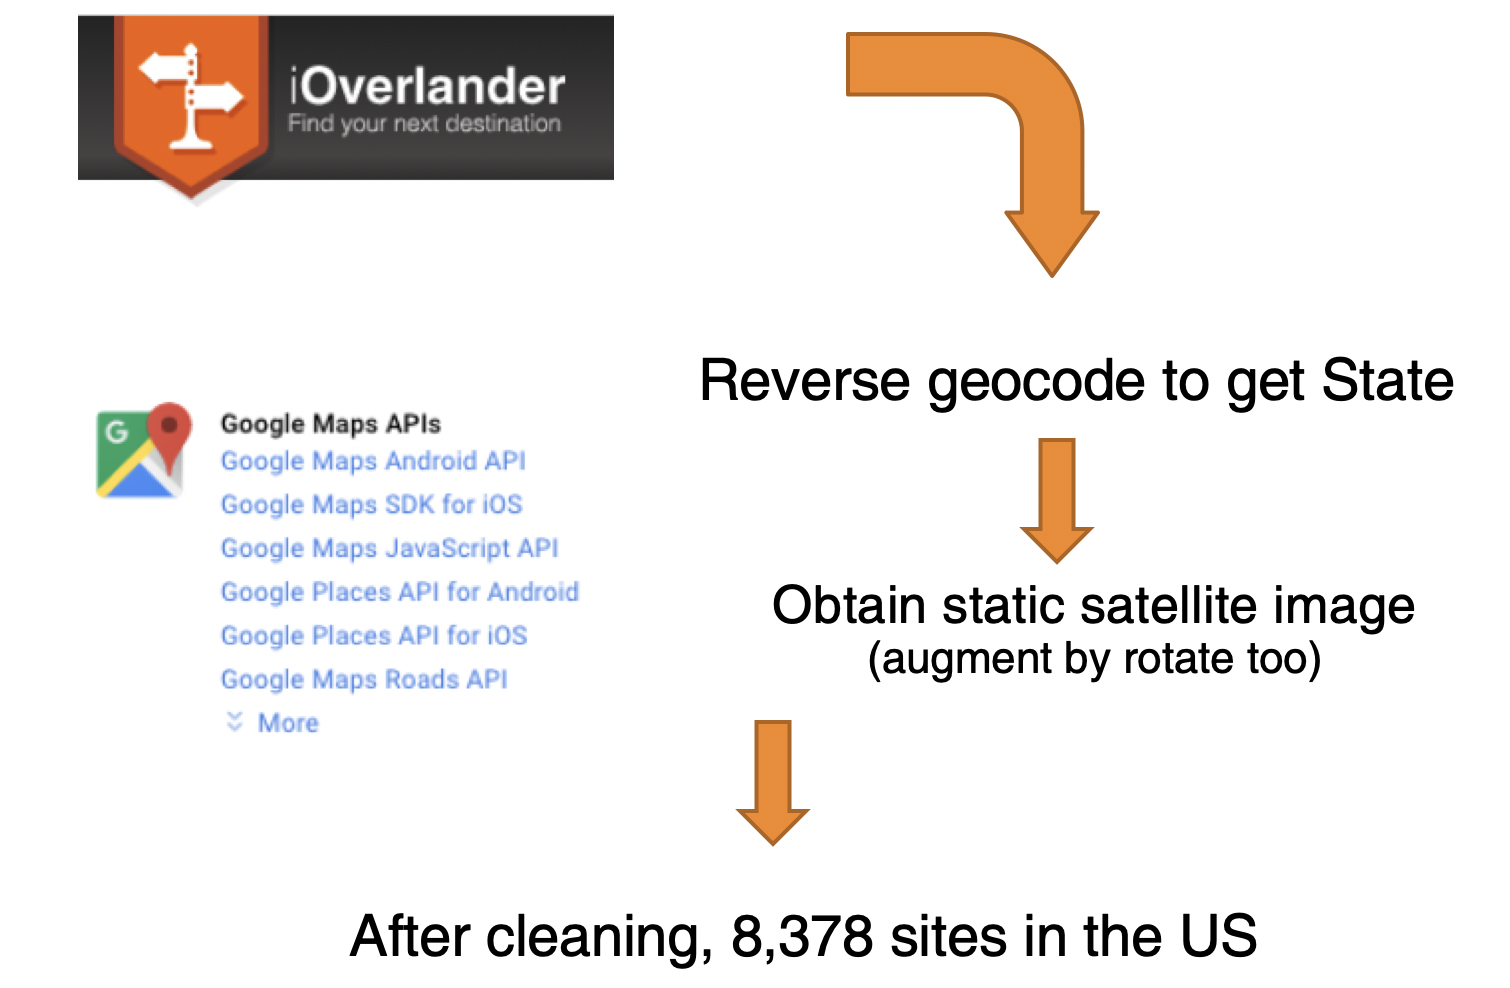 iOverlander
Find your next destination
Reverse geocode to get State
G
Google Maps APIs
Google Maps Android API
Google Maps SDK for iOS
Google Maps JavaScript API
Google Places API for Android
Google Places API for iOS
Google Maps Roads API
More
Obtain static satellite image
(augment by rotate too)
After cleaning, 8,378 sites in the US